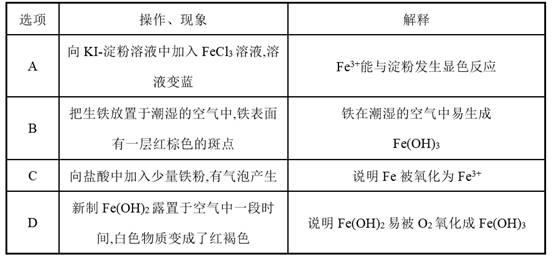 选项 操作、现象 解释
A 向 KI-淀粉溶液中加入 FeCl₃ 溶液,溶 Fe³⁺能与淀粉发生显色反应
液变蓝
B 把生铁放置于潮湿的空气中,铁表面 铁在潮湿的空气中易生成
有一层红棕色的斑点 Fe(OH)₃
C 向盐酸中加入少量铁粉,有气泡产生 说明 Fe 被氧化为 Fe³⁺
D 新制 Fe(OH)₂ 露置于空气中一段时 说明 Fe(OH)₂ 易被 O₂ 氧化成 Fe(OH)₃
间,白色物质变成了红褐色